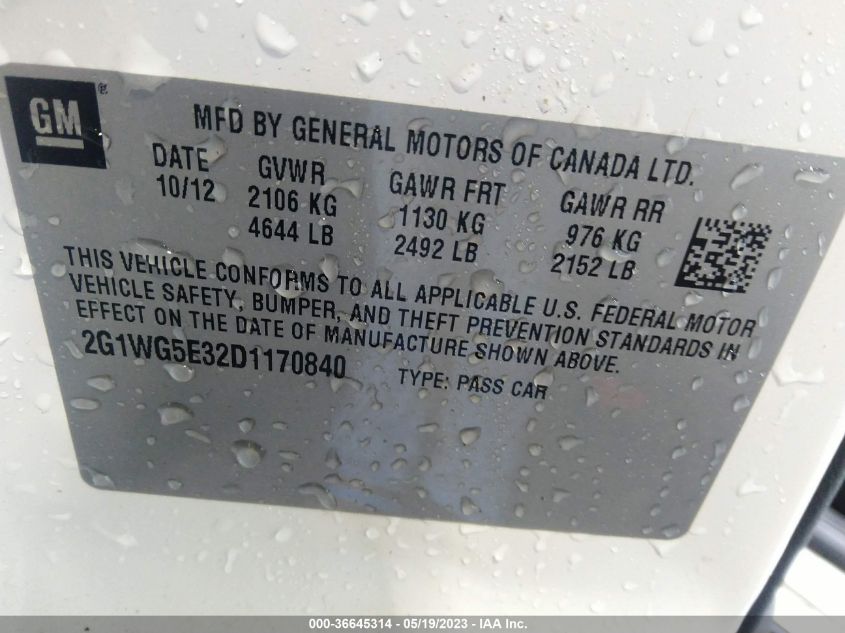 GM ®
MFD BY GENERAL MOTORS OF CANADA LTD.
DATE GVWR GAWR FRT GAWR RR
10/12 2106 KG 1130 KG 976 KG
4644 LB 2492 LB 2152 LB
THIS VEHICLE CONFORMS TO ALL APPLICABLE U.S. FEDERAL MOTOR
VEHICLE SAFETY, BUMPER, AND THEFT PREVENTION STANDARDS IN
EFFECT ON THE DATE OF MANUFACTURE SHOWN ABOVE.
2G1WG5E32D1170840 TYPE: PASS CAR
000-36645314 - 05/19/2023 - IAA Inc.